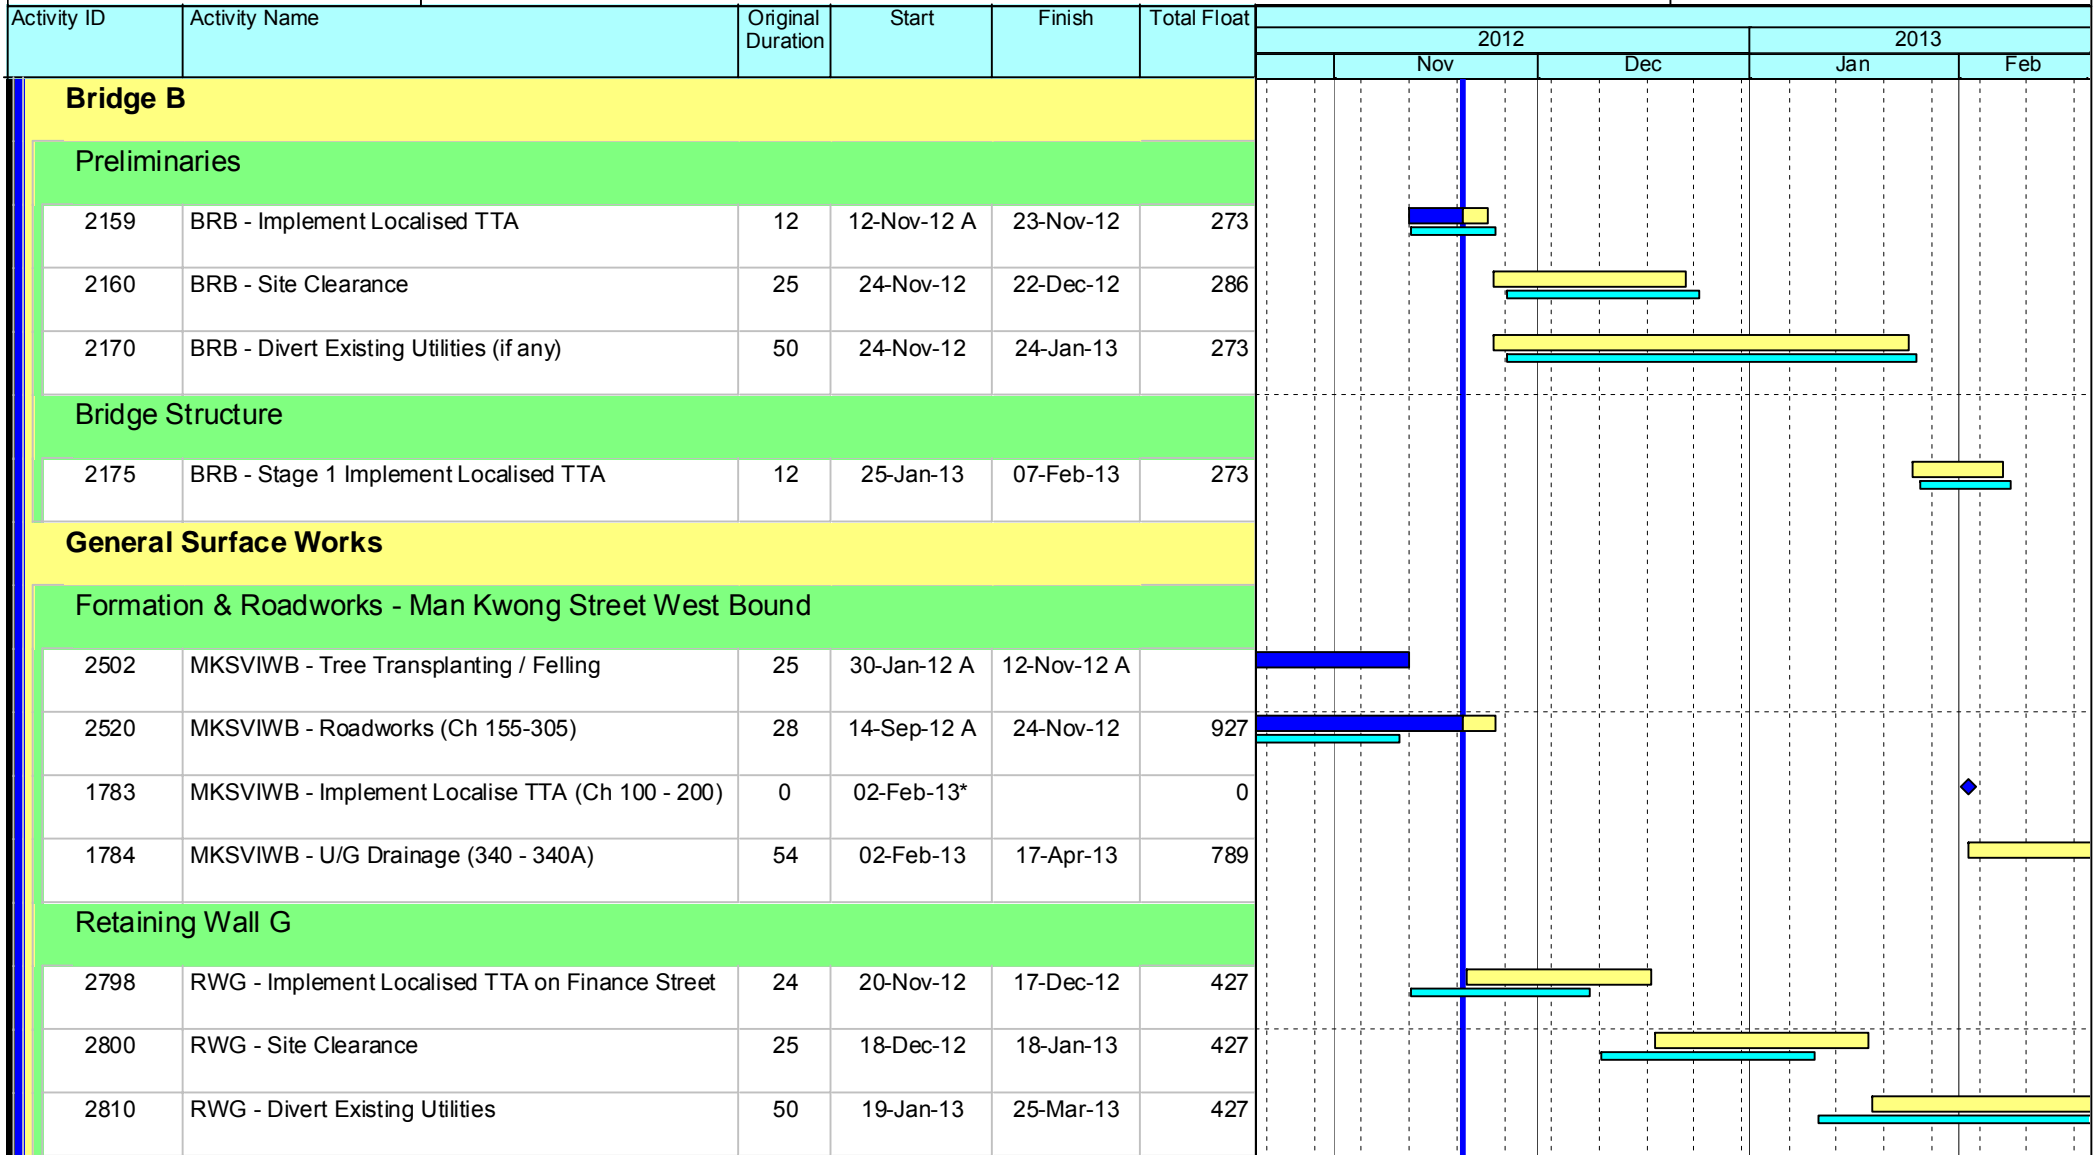 Activity ID Activity Name Original Duration Start Finish Total Float
2012 2013
Nov Dec Jan Feb
Bridge B
Preliminaries
2159 BRB - Implement Localised TTA 12 12-Nov-12 A 23-Nov-12 273
2160 BRB - Site Clearance 25 24-Nov-12 22-Dec-12 286
2170 BRB - Divert Existing Utilities (if any) 50 24-Nov-12 24-Jan-13 273
Bridge Structure
2175 BRB - Stage 1 Implement Localised TTA 12 25-Jan-13 07-Feb-13 273
General Surface Works
Formation & Roadworks - Man Kwong Street West Bound
2502 MKSVIWB - Tree Transplanting / Felling 25 30-Jan-12 A 12-Nov-12 A
2520 MKSVIWB - Roadworks (Ch 155-305) 28 14-Sep-12 A 24-Nov-12 927
1783 MKSVIWB - Implement Localise TTA (Ch 100 - 200) 0 02-Feb-13* 0
1784 MKSVIWB - U/G Drainage (340 - 340A) 54 02-Feb-13 17-Apr-13 789
Retaining Wall G
2798 RWG - Implement Localised TTA on Finance Street 24 20-Nov-12 17-Dec-12 427
2800 RWG - Site Clearance 25 18-Dec-12 18-Jan-13 427
2810 RWG - Divert Existing Utilities 50 19-Jan-13 25-Mar-13 427